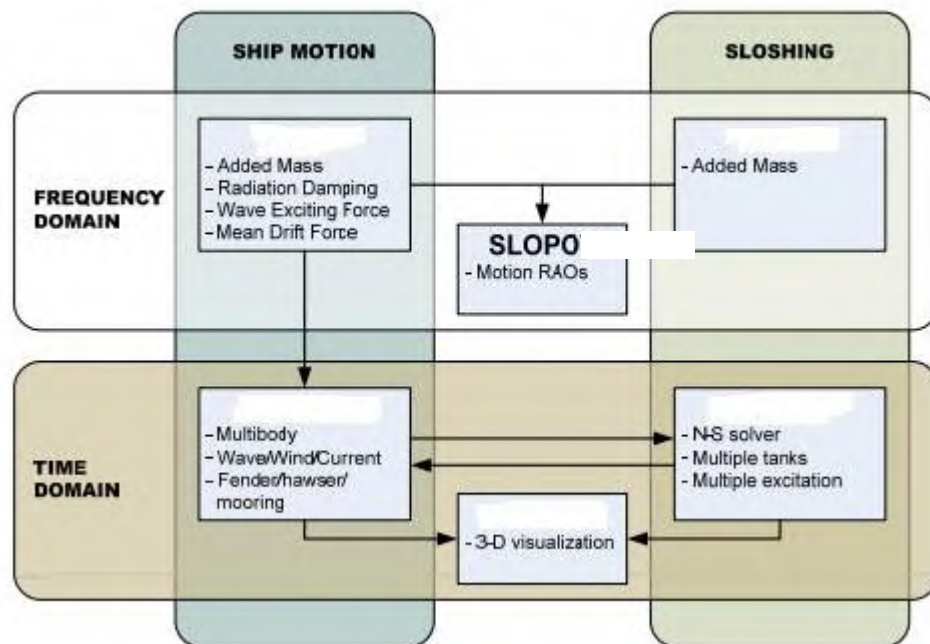 SHIP MOTION
SLOSHING
FREQUENCY
DOMAIN
- Added Mass
- Radiation Damping
- Wave Exciting Force
- Mean Drift Force
- Added Mass
SLOPO
- Motion RAOs
TIME
DOMAIN
- Multibody
- Wave/Wind/Current
- Fender/hawser/
mooring
- N-S solver
- Multiple tanks
- Multiple excitation
- 3-D visualization